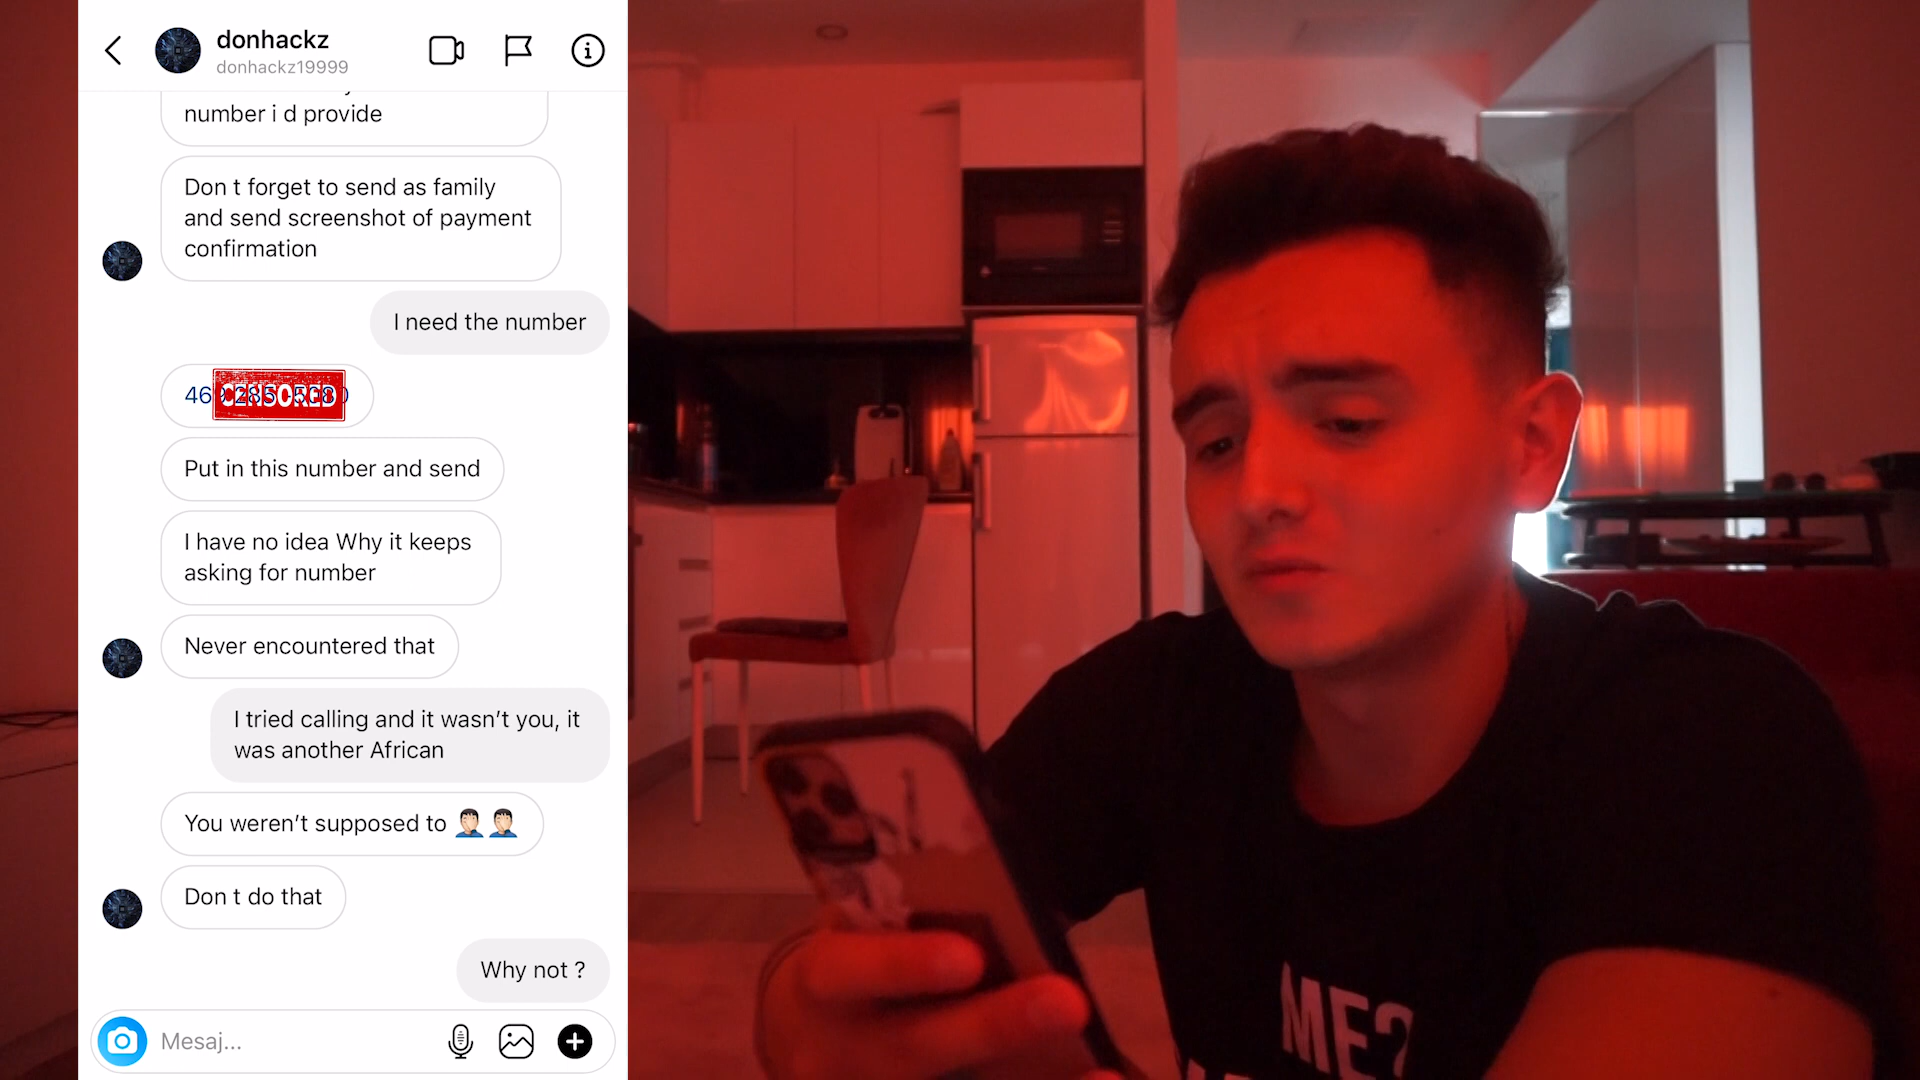 donhackz
donhackz19999
number i d provide
Don t forget to send as family
and send screenshot of payment
confirmation
I need the number
CENSORED
Put in this number and send
I have no idea Why it keeps
asking for number
Never encountered that
I tried calling and it wasn't you, it
was another African
You weren't supposed to
Don t do that
Why not ?
Mesaj...
ME?